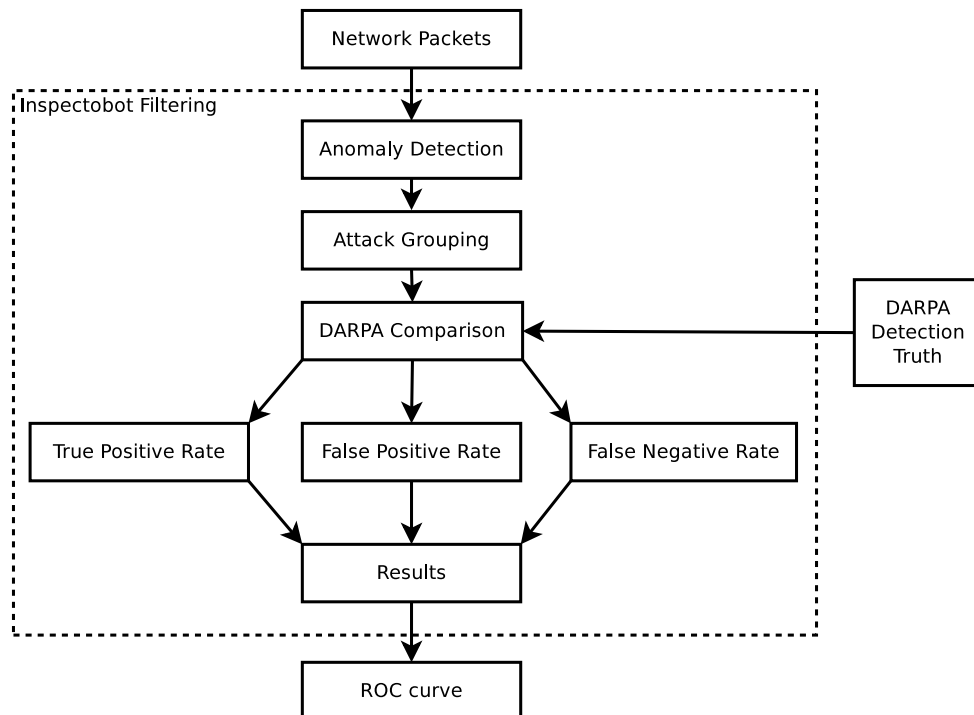 Network Packets
Inspectobot Filtering
Anomaly Detection
Attack Grouping
DARPA Comparison
DARPA
Detection
Truth
True Positive Rate
False Positive Rate
False Negative Rate
Results
ROC curve